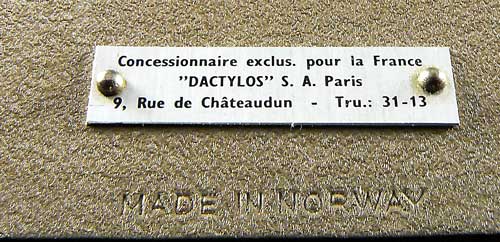 Concessionnaire exclus. pour la France
"DACTYLOS" S. A. Paris
9, Rue de Châteaudun - Tru.: 31-13
MADE IN NORWAY